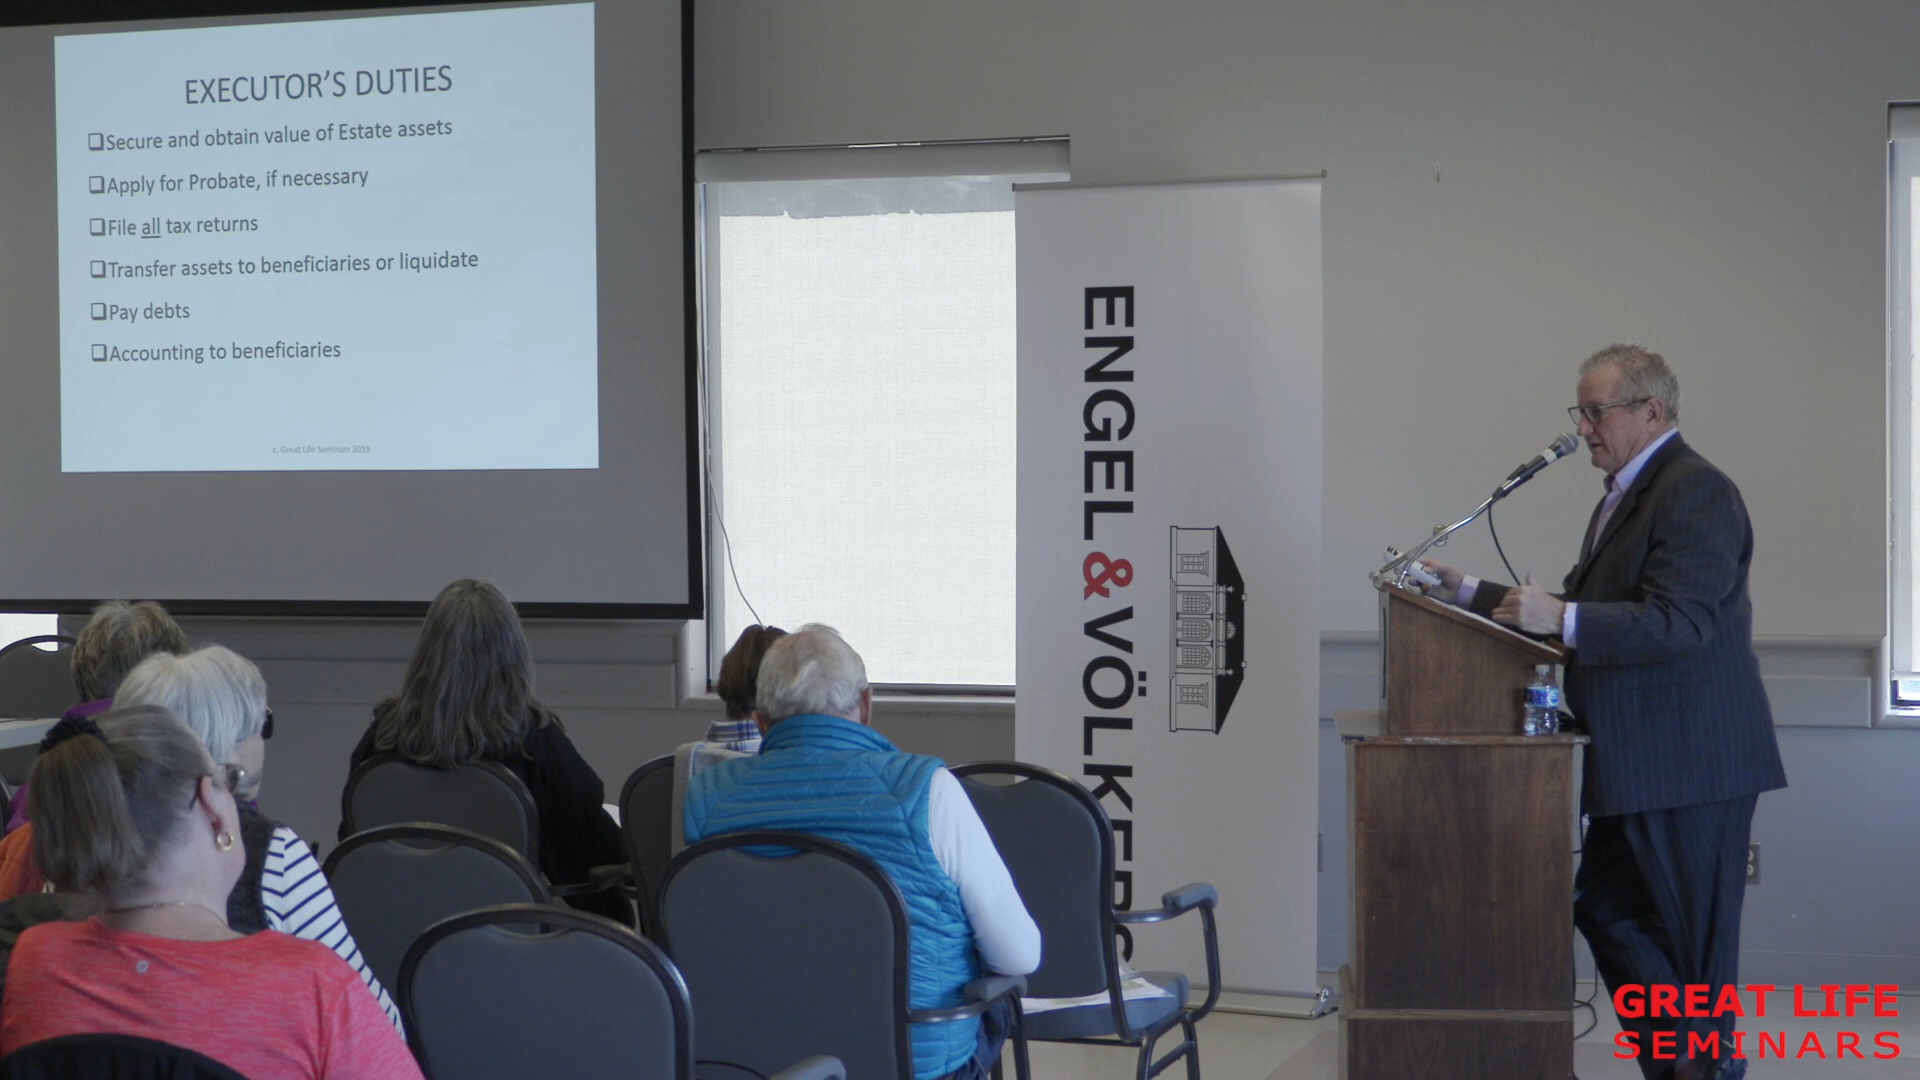 EXECUTOR'S DUTIES
❑Secure and obtain value of Estate assets
❑Apply for Probate, if necessary
❑File all tax returns
❑Transfer assets to beneficiaries or liquidate
❑Pay debts
❑Accounting to beneficiaries
c. Great Life Seminars 2019
ENGEL & VÖLKERS
GREAT LIFE
SEMINARS